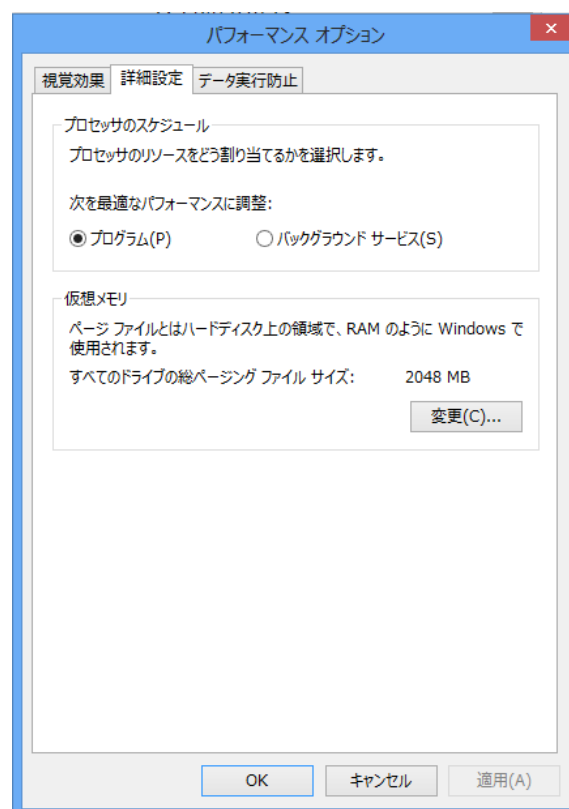 パフォーマンス オプション
視覚効果 詳細設定 データ実行防止
プロセッサのスケジュール
プロセッサのリソースをどう割り当てるかを選択します。
次を最適なパフォーマンスに調整:
プログラム(P) バックグラウンド サービス(S)
仮想メモリ
ページ ファイルとはハードディスク上の領域で、RAM のように Windows で
使用されます。
すべてのドライブの総ページング ファイル サイズ: 2048 MB
変更(C)...
OK キャンセル 適用(A)